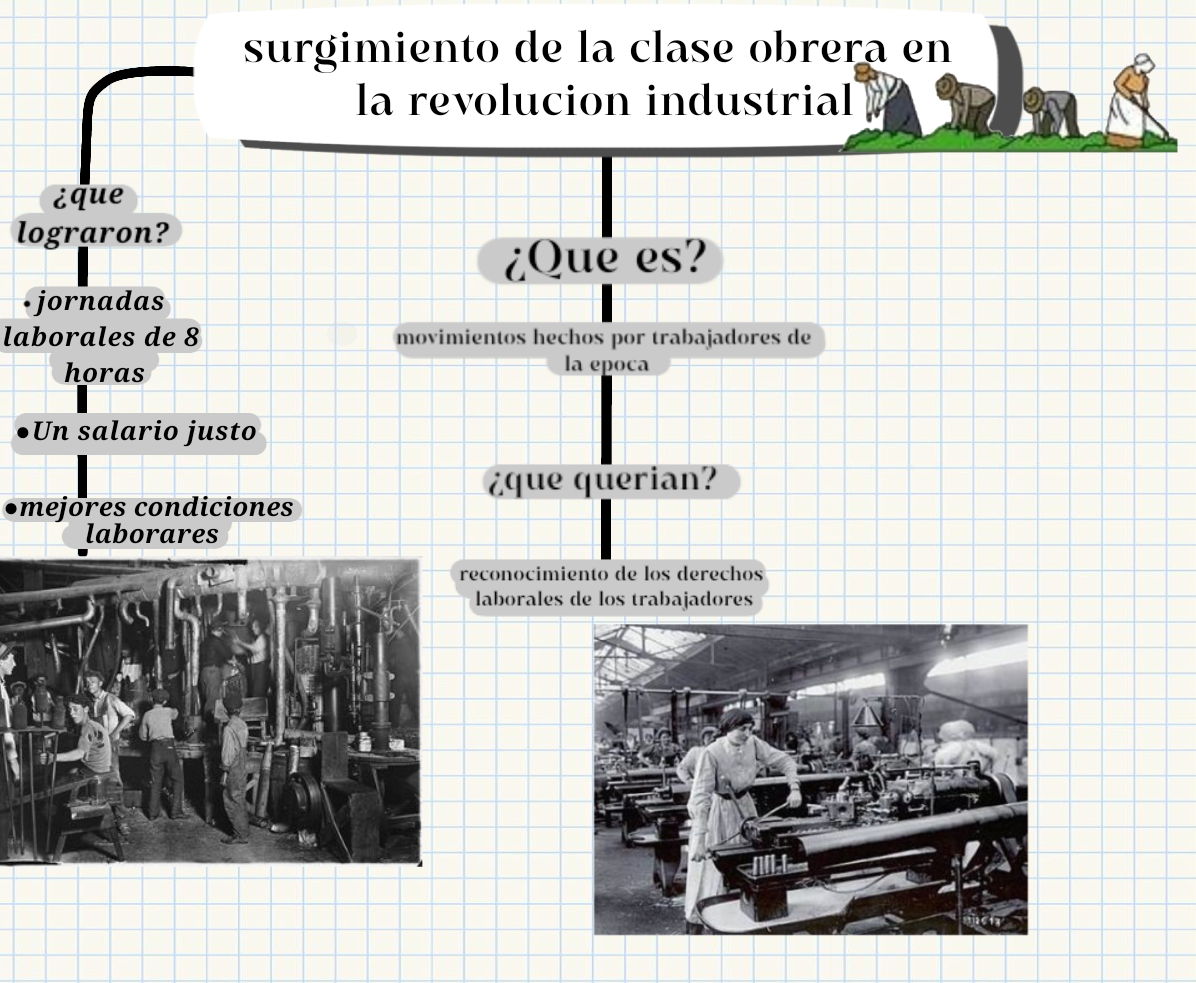 surgimiento de la clase obrera en
la revolucion industrial
¿que
lograron?
• jornadas
laborales de 8
horas
•Un salario justo
•mejores condiciones
laborares
¿Que es?
movimientos hechos por trabajadores de
la epoca
¿que querian?
reconocimiento de los derechos
laborales de los trabajadores